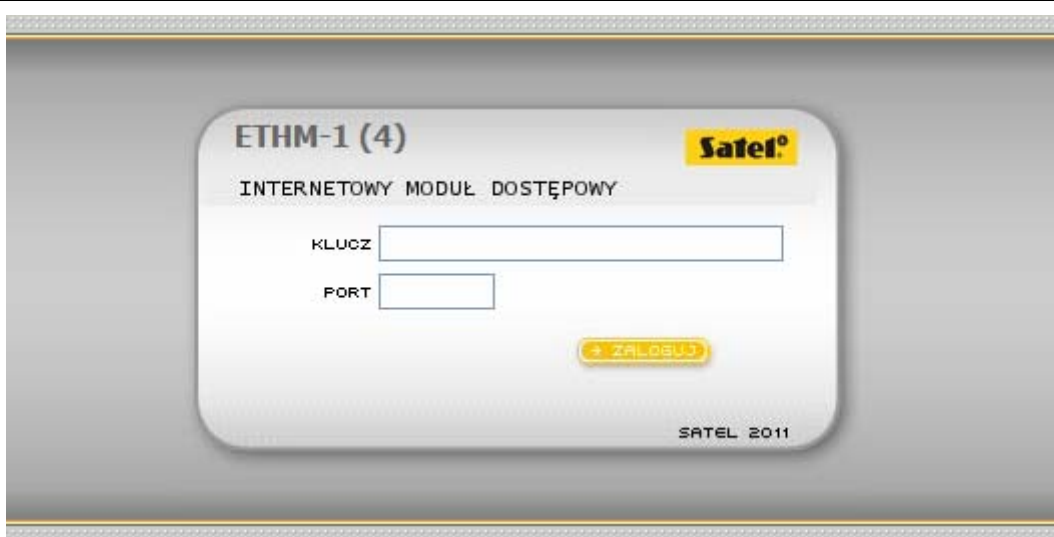 ETHM-1 (4)
Satel
INTERNETOWY MODUŁ DOSTĘPOWY
KLUCZ
PORT
→ ZALOGUJ
SATEL 2011